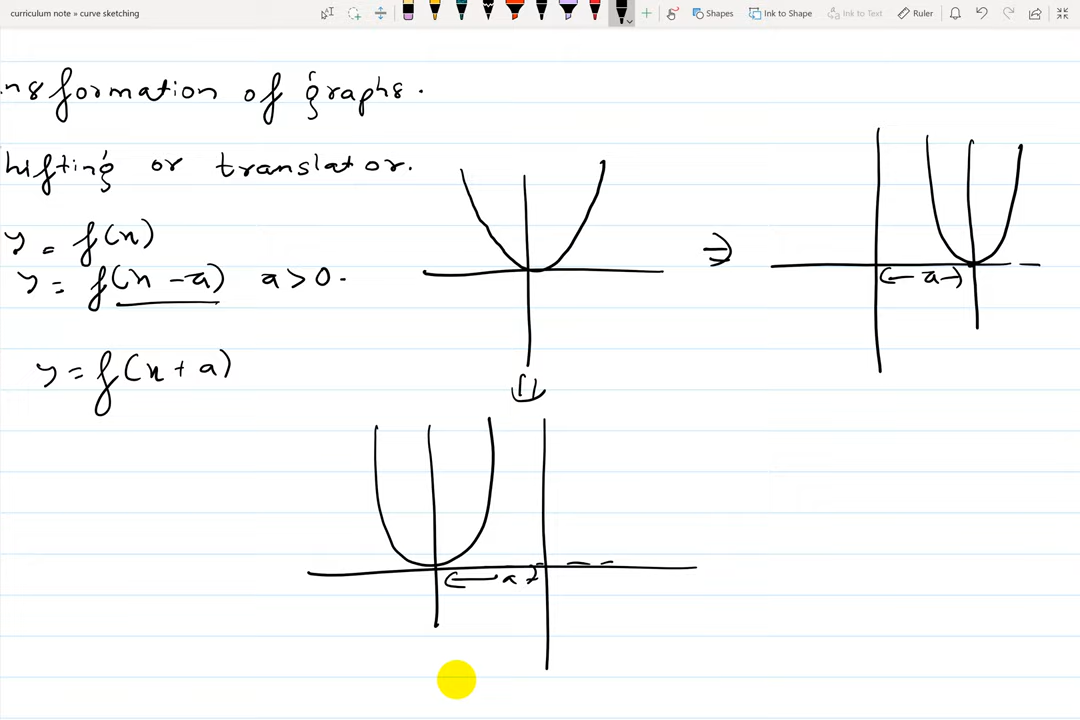 curriculum note » curve sketching
Shapes Ink to Shape Ink to Text Ruler
nsformation of graphs.
hifting or translator.
y = f(x)
y = f(x - a) a > 0.
⇒
a
y = f(x + a)
⇓
a